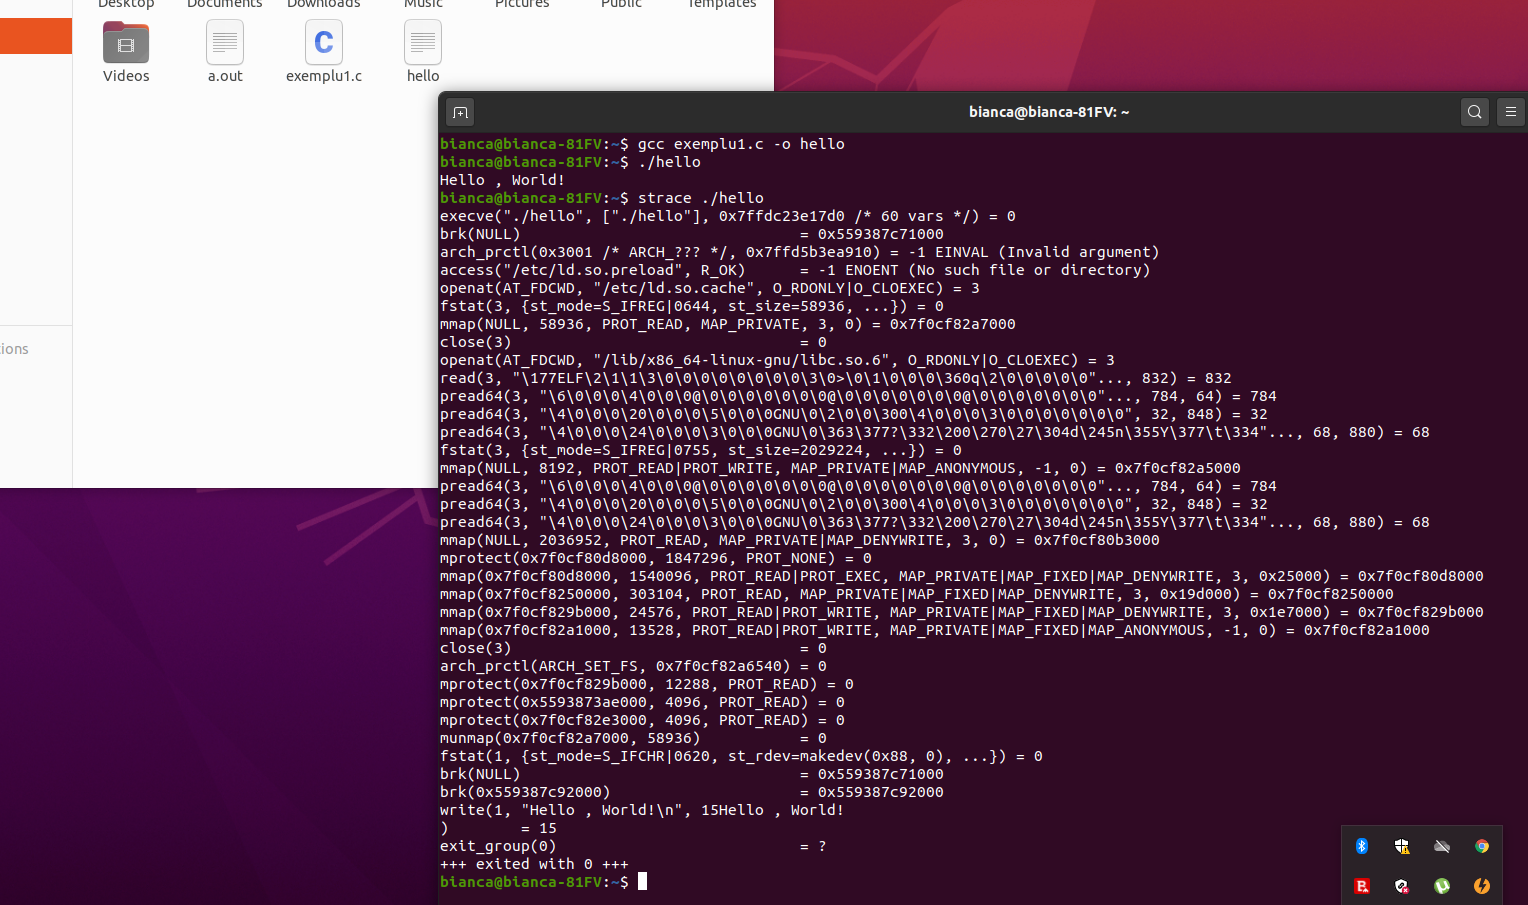 Desktop Documents Downloads Music Pictures Public Templates
Videos a.out exemplu1.c hello
tions
bianca@bianca-81FV: ~
bianca@bianca-81FV:~$ gcc exemplu1.c -o hello
bianca@bianca-81FV:~$ ./hello
Hello , World!
bianca@bianca-81FV:~$ strace ./hello
execve("./hello", ["./hello"], 0x7ffdc23e17d0 /* 60 vars */) = 0
brk(NULL)                               = 0x559387c71000
arch_prctl(0x3001 /* ARCH_??? */, 0x7ffd5b3ea910) = -1 EINVAL (Invalid argument)
access("/etc/ld.so.preload", R_OK)      = -1 ENOENT (No such file or directory)
openat(AT_FDCWD, "/etc/ld.so.cache", O_RDONLY|O_CLOEXEC) = 3
fstat(3, {st_mode=S_IFREG|0644, st_size=58936, ...}) = 0
mmap(NULL, 58936, PROT_READ, MAP_PRIVATE, 3, 0) = 0x7f0cf82a7000
close(3)                                = 0
openat(AT_FDCWD, "/lib/x86_64-linux-gnu/libc.so.6", O_RDONLY|O_CLOEXEC) = 3
read(3, "\177ELF\2\1\1\3\0\0\0\0\0\0\0\0\3\0>\0\1\0\0\0\360q\2\0\0\0\0\0"..., 832) = 832
pread64(3, "\6\0\0\0\4\0\0\0@\0\0\0\0\0\0\0@\0\0\0\0\0\0\0@\0\0\0\0\0\0\0"..., 784, 64) = 784
pread64(3, "\4\0\0\0\20\0\0\0\5\0\0\0GNU\0\2\0\0\300\4\0\0\0\3\0\0\0\0\0\0\0", 32, 848) = 32
pread64(3, "\4\0\0\0\24\0\0\0\3\0\0\0GNU\0\363\377?\332\200\270\27\304d\245n\355Y\377\t\334"..., 68, 880) = 68
fstat(3, {st_mode=S_IFREG|0755, st_size=2029224, ...}) = 0
mmap(NULL, 8192, PROT_READ|PROT_WRITE, MAP_PRIVATE|MAP_ANONYMOUS, -1, 0) = 0x7f0cf82a5000
pread64(3, "\6\0\0\0\4\0\0\0@\0\0\0\0\0\0\0@\0\0\0\0\0\0\0@\0\0\0\0\0\0\0"..., 784, 64) = 784
pread64(3, "\4\0\0\0\20\0\0\0\5\0\0\0GNU\0\2\0\0\300\4\0\0\0\3\0\0\0\0\0\0\0", 32, 848) = 32
pread64(3, "\4\0\0\0\24\0\0\0\3\0\0\0GNU\0\363\377?\332\200\270\27\304d\245n\355Y\377\t\334"..., 68, 880) = 68
mmap(NULL, 2036952, PROT_READ, MAP_PRIVATE|MAP_DENYWRITE, 3, 0) = 0x7f0cf80b3000
mprotect(0x7f0cf80d8000, 1847296, PROT_NONE) = 0
mmap(0x7f0cf80d8000, 1540096, PROT_READ|PROT_EXEC, MAP_PRIVATE|MAP_FIXED|MAP_DENYWRITE, 3, 0x25000) = 0x7f0cf80d8000
mmap(0x7f0cf8250000, 303104, PROT_READ, MAP_PRIVATE|MAP_FIXED|MAP_DENYWRITE, 3, 0x19d000) = 0x7f0cf8250000
mmap(0x7f0cf829b000, 24576, PROT_READ|PROT_WRITE, MAP_PRIVATE|MAP_FIXED|MAP_DENYWRITE, 3, 0x1e7000) = 0x7f0cf829b000
mmap(0x7f0cf82a1000, 13528, PROT_READ|PROT_WRITE, MAP_PRIVATE|MAP_FIXED|MAP_ANONYMOUS, -1, 0) = 0x7f0cf82a1000
close(3)                                = 0
arch_prctl(ARCH_SET_FS, 0x7f0cf82a6540) = 0
mprotect(0x7f0cf829b000, 12288, PROT_READ) = 0
mprotect(0x5593873ae000, 4096, PROT_READ) = 0
mprotect(0x7f0cf82e3000, 4096, PROT_READ) = 0
munmap(0x7f0cf82a7000, 58936)           = 0
fstat(1, {st_mode=S_IFCHR|0620, st_rdev=makedev(0x88, 0), ...}) = 0
brk(NULL)                               = 0x559387c71000
brk(0x559387c92000)                     = 0x559387c92000
write(1, "Hello , World!\n", 15Hello , World!
)        = 15
exit_group(0)                           = ?
+++ exited with 0 +++
bianca@bianca-81FV:~$